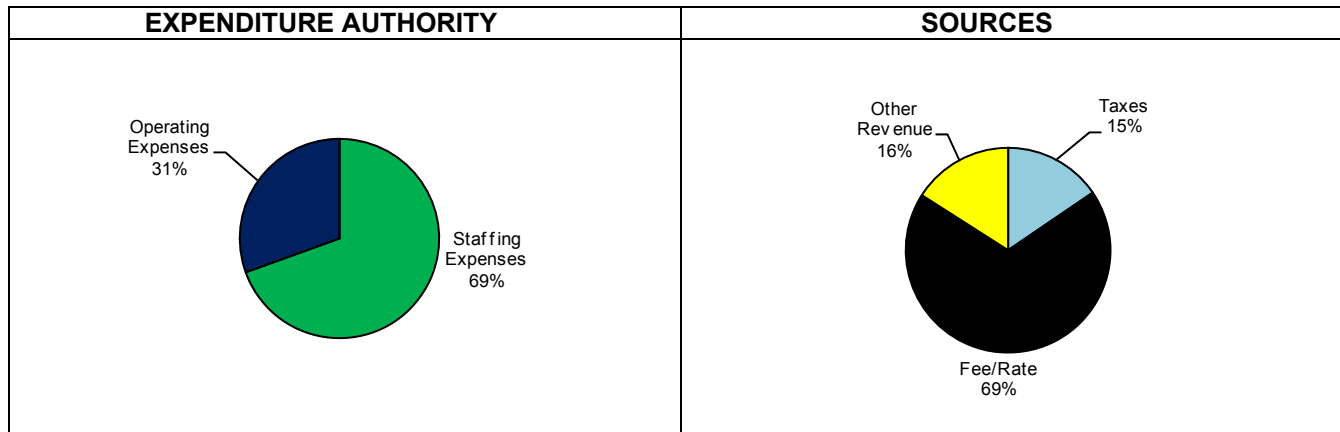 EXPENDITURE AUTHORITY
SOURCES
Operating
Expenses
31%
Staffing
Expenses
69%
Other
Revenue
16%
Taxes
15%
Fee/Rate
69%